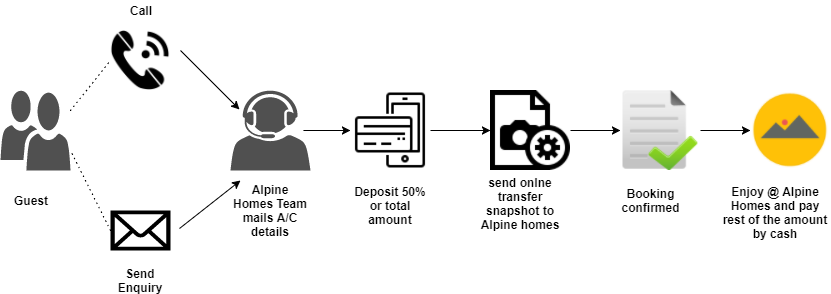 Call
Guest
Send
Enquiry
Alpine
Homes Team
mails A/C
details
Deposit 50%
or total
amount
send onlne
transfer
snapshot to
Alpine homes
Booking
confirmed
Enjoy @ Alpine
Homes and pay
rest of the amount
by cash